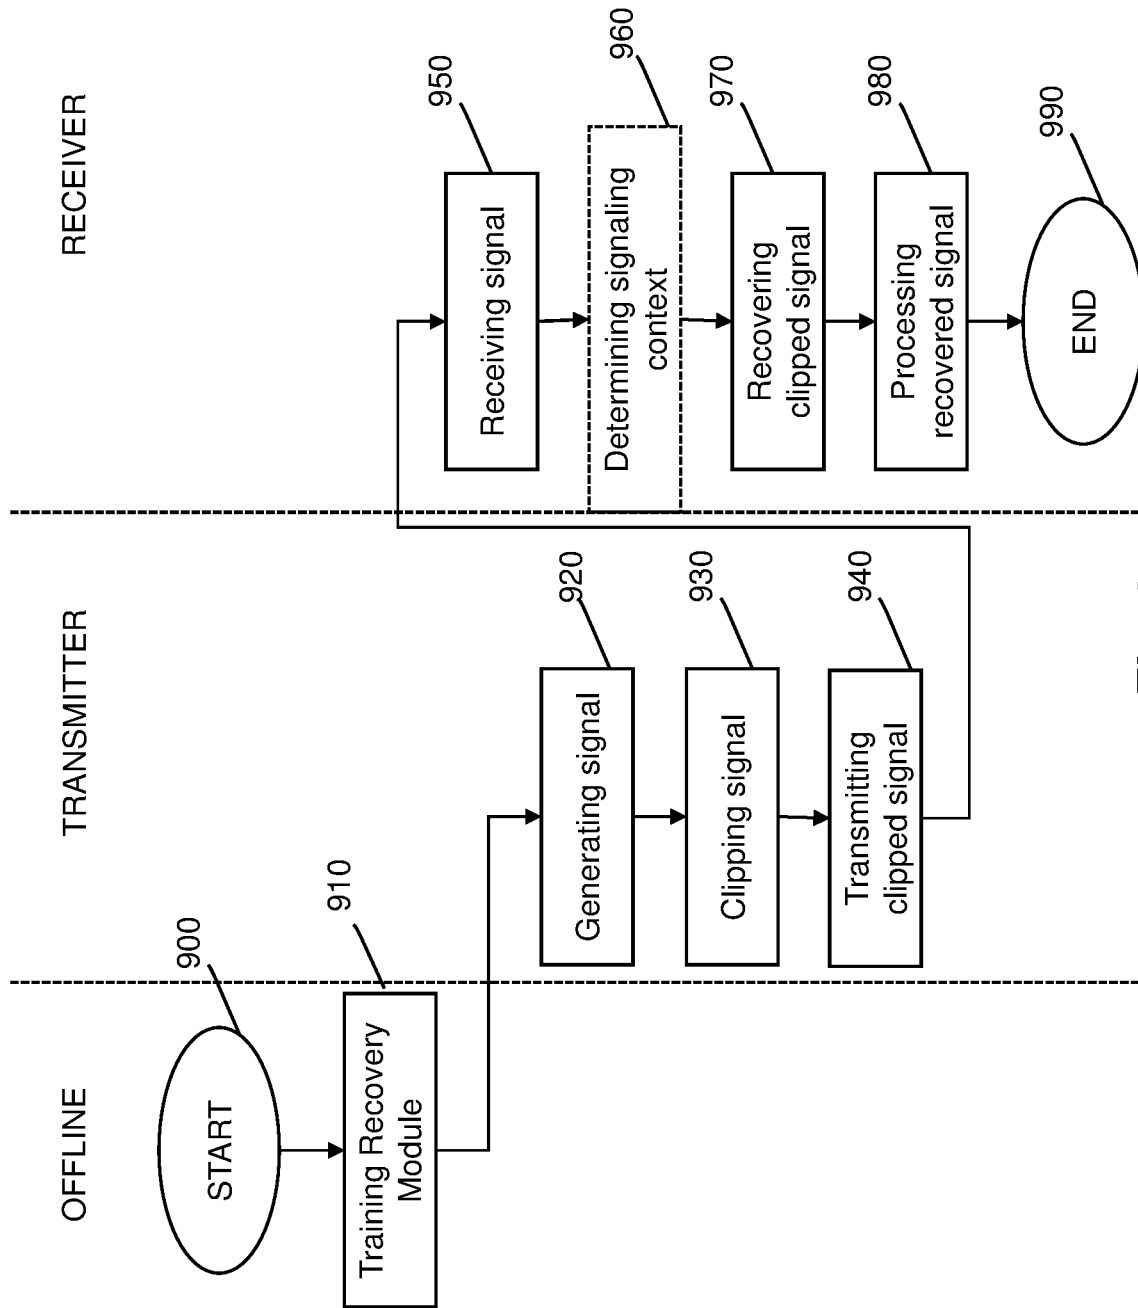 OFFLINE
TRANSMITTER
RECEIVER
START
900
Training Recovery
Module
910
Generating signal
920
Clipping signal
930
Transmitting
clipped signal
940
Receiving signal
950
Determining signaling
context
960
Recovering
clipped signal
970
Processing
recovered signal
980
END
990